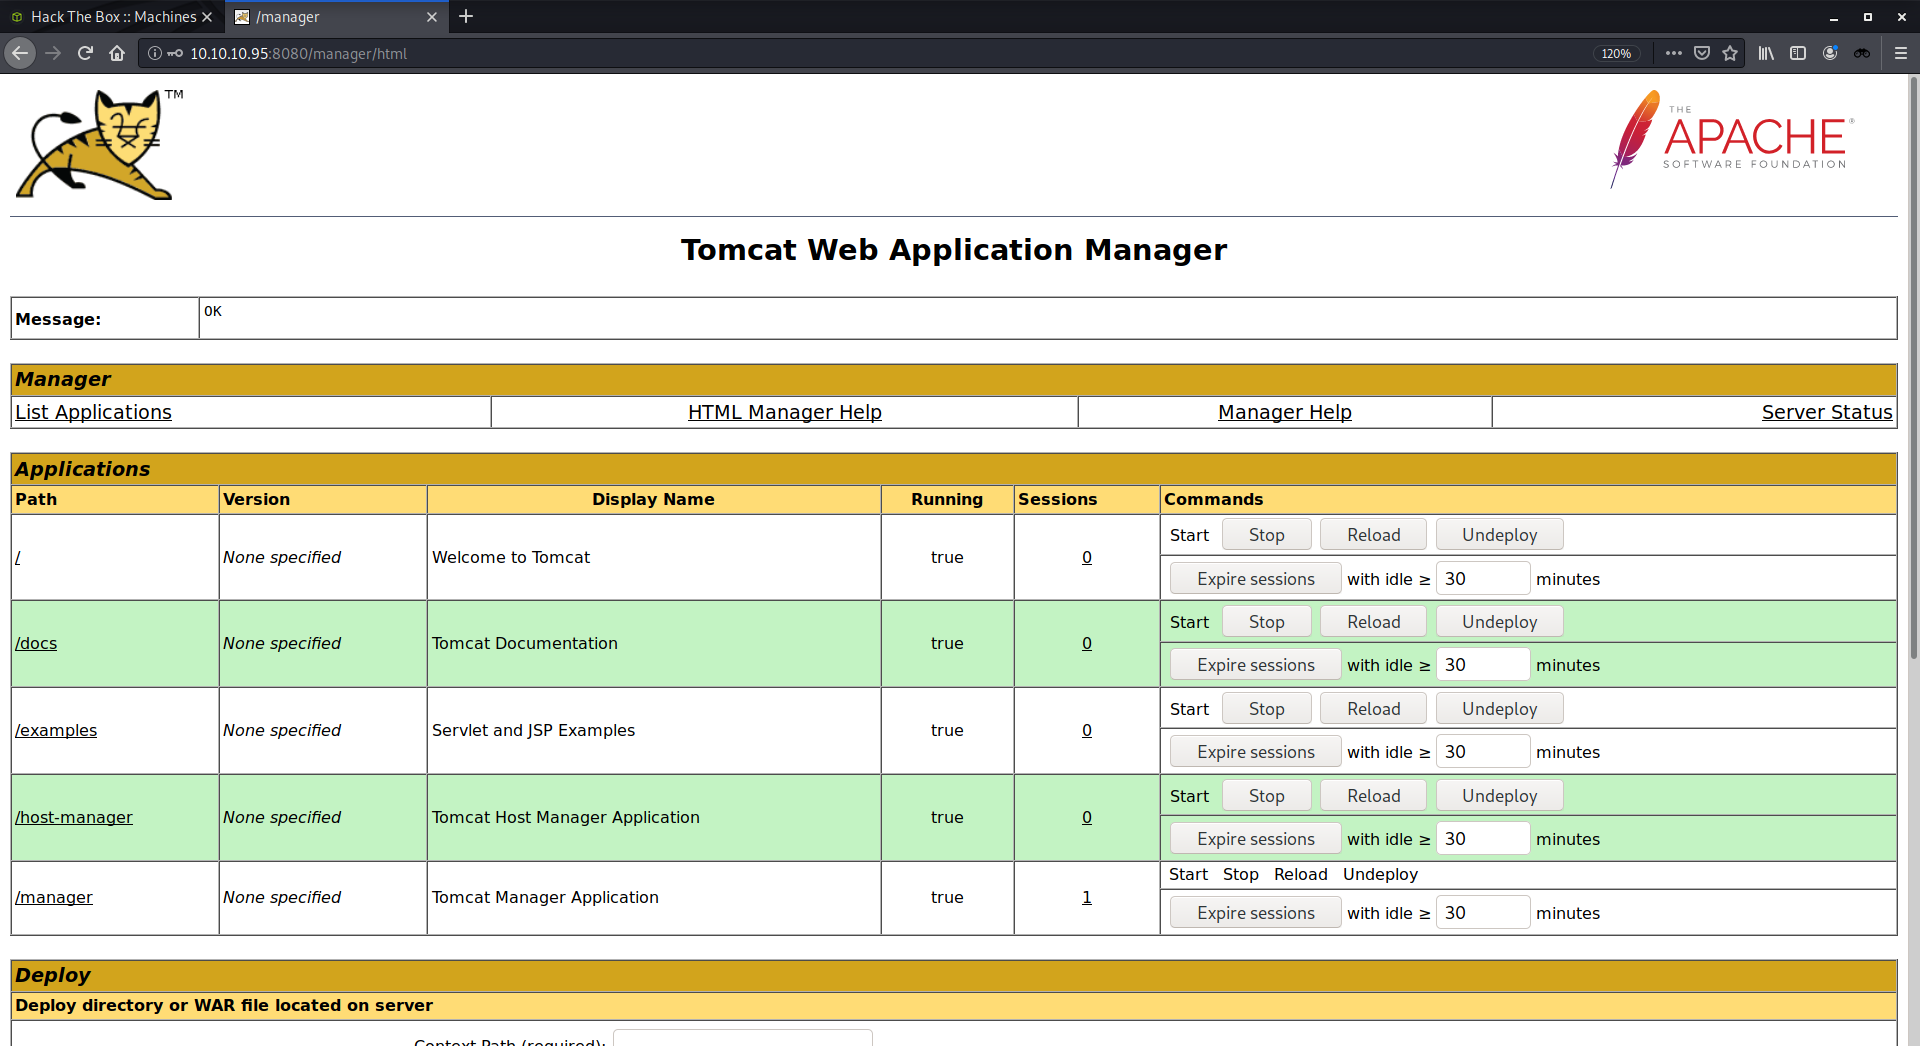 Hack The Box :: Machines
/manager
10.10.10.95:8080/manager/html
120%
TM
THE
APACHE®
SOFTWARE FOUNDATION
Tomcat Web Application Manager
Message: OK
Manager
List Applications HTML Manager Help Manager Help Server Status
Applications
Path Version Display Name Running Sessions Commands
/ None specified Welcome to Tomcat true 0 Start Stop Reload Undeploy
Expire sessions with idle ≥ 30 minutes
/docs None specified Tomcat Documentation true 0 Start Stop Reload Undeploy
Expire sessions with idle ≥ 30 minutes
/examples None specified Servlet and JSP Examples true 0 Start Stop Reload Undeploy
Expire sessions with idle ≥ 30 minutes
/host-manager None specified Tomcat Host Manager Application true 0 Start Stop Reload Undeploy
Expire sessions with idle ≥ 30 minutes
/manager None specified Tomcat Manager Application true 1 Start Stop Reload Undeploy
Expire sessions with idle ≥ 30 minutes
Deploy
Deploy directory or WAR file located on server
Context Path (required):